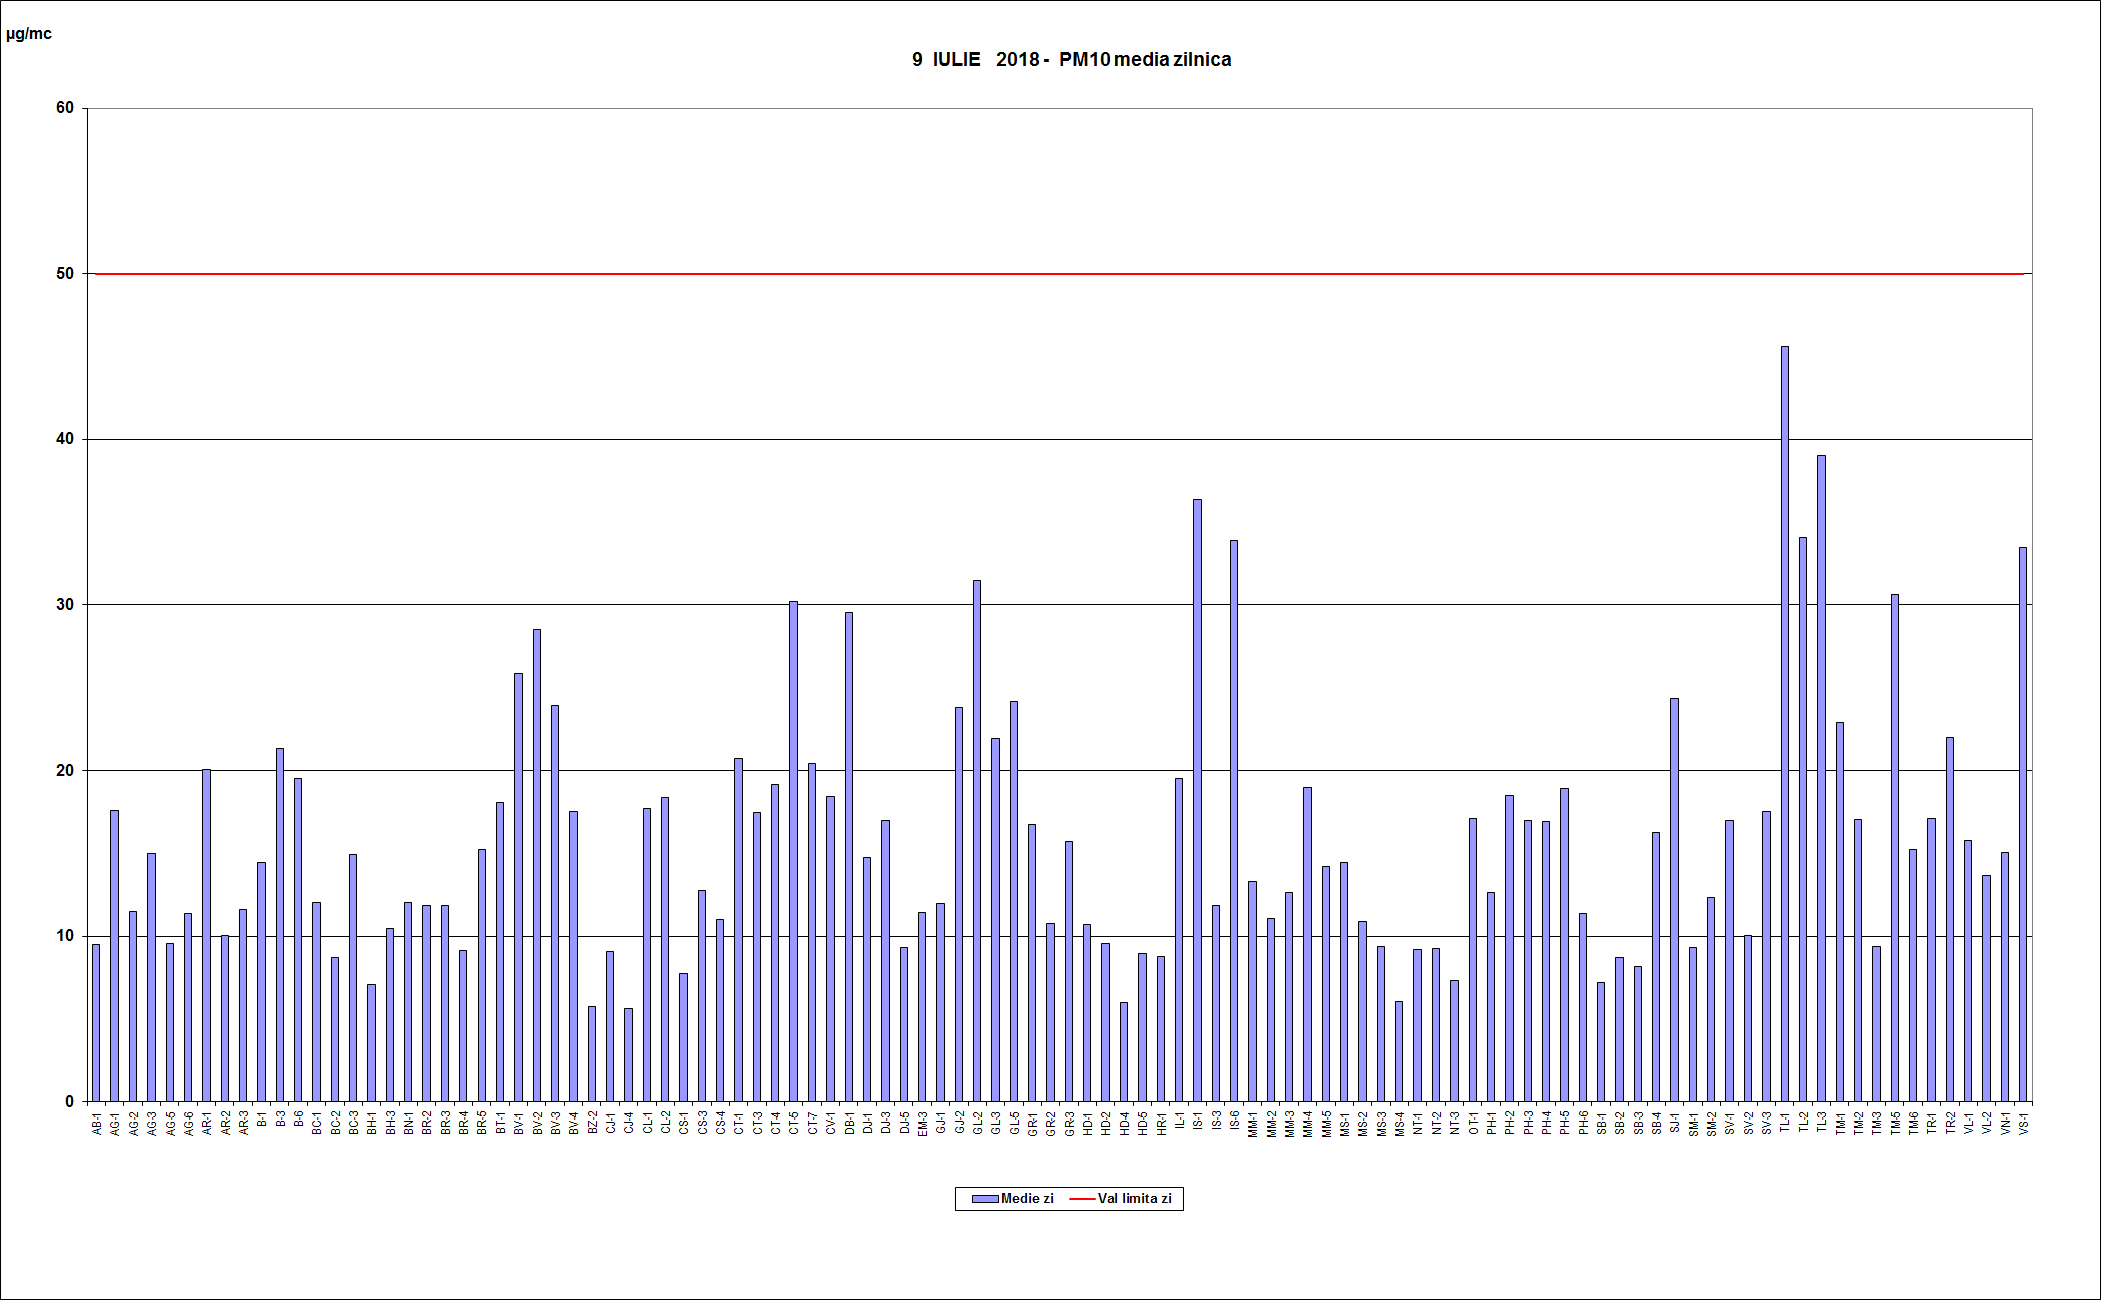 µg/mc
9 IULIE 2018 - PM10 media zilnica
60
50
40
30
20
10
0
AB-1 AG-1 AG-2 AG-3 AG-5 AG-6 AR-1 AR-2 AR-3 B-1 B-3 B-6 BC-1 BC-2 BC-3 BH-1 BH-3 BN-1 BR-2 BR-3 BR-4 BR-5 BT-1 BV-1 BV-2 BV-3 BV-4 BZ-2 CJ-1 CJ-4 CL-1 CL-2 CS-1 CS-3 CS-4 CT-1 CT-3 CT-4 CT-5 CT-7 CV-1 DB-1 DJ-1 DJ-3 DJ-5 EM-3 GJ-1 GJ-2 GL-2 GL-3 GL-5 GR-1 GR-2 GR-3 HD-1 HD-2 HD-4 HD-5 HR-1 IL-1 IS-1 IS-3 IS-6 MM-1 MM-2 MM-3 MM-4 MM-5 MS-1 MS-2 MS-3 MS-4 NT-1 NT-2 NT-3 OT-1 PH-1 PH-2 PH-3 PH-4 PH-5 PH-6 SB-1 SB-2 SB-3 SB-4 SJ-1 SM-1 SM-2 SV-1 SV-2 SV-3 TL-1 TL-2 TL-3 TM-1 TM-2 TM-3 TM-5 TM-6 TR-1 TR-2 VL-1 VL-2 VN-1 VS-1
Medie zi Val limita zi